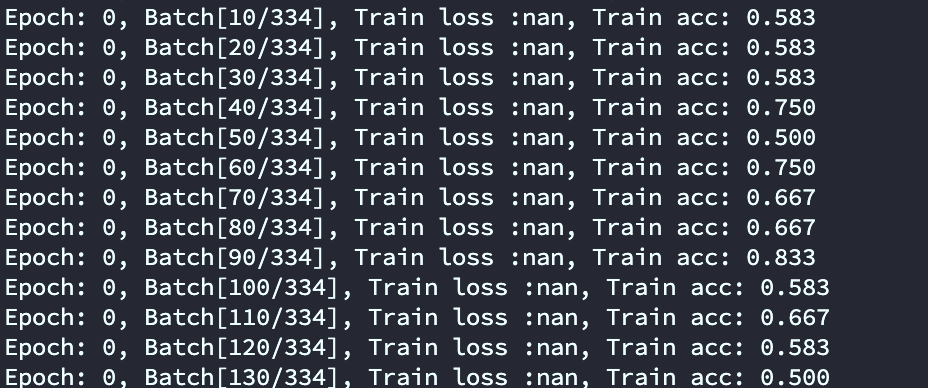 Epoch: 0, Batch[10/334], Train loss :nan, Train acc: 0.583
Epoch: 0, Batch[20/334], Train loss :nan, Train acc: 0.583
Epoch: 0, Batch[30/334], Train loss :nan, Train acc: 0.583
Epoch: 0, Batch[40/334], Train loss :nan, Train acc: 0.750
Epoch: 0, Batch[50/334], Train loss :nan, Train acc: 0.500
Epoch: 0, Batch[60/334], Train loss :nan, Train acc: 0.750
Epoch: 0, Batch[70/334], Train loss :nan, Train acc: 0.667
Epoch: 0, Batch[80/334], Train loss :nan, Train acc: 0.667
Epoch: 0, Batch[90/334], Train loss :nan, Train acc: 0.833
Epoch: 0, Batch[100/334], Train loss :nan, Train acc: 0.583
Epoch: 0, Batch[110/334], Train loss :nan, Train acc: 0.667
Epoch: 0, Batch[120/334], Train loss :nan, Train acc: 0.583
Epoch: 0, Batch[130/334], Train loss :nan, Train acc: 0.500